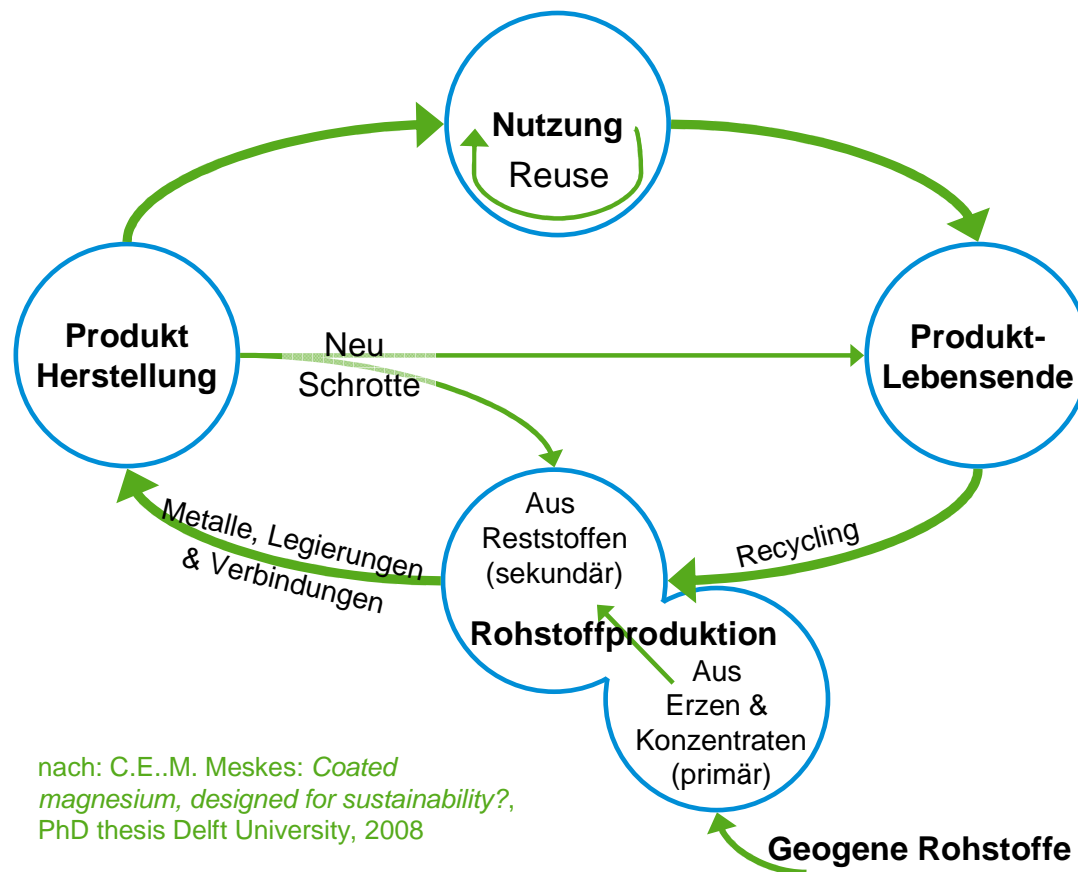 Nutzung
Reuse
Produkt
Herstellung
Neu
Schrotte
Produkt-
Lebensende
Metalle, Legierungen
& Verbindungen
Aus
Reststoffen
(sekundär)
Recycling
Rohstoffproduktion
Aus
Erzen &
Konzentraten
(primär)
nach: C.E..M. Meskes: Coated
magnesium, designed for sustainability?,
PhD thesis Delft University, 2008
Geogene Rohstoffe